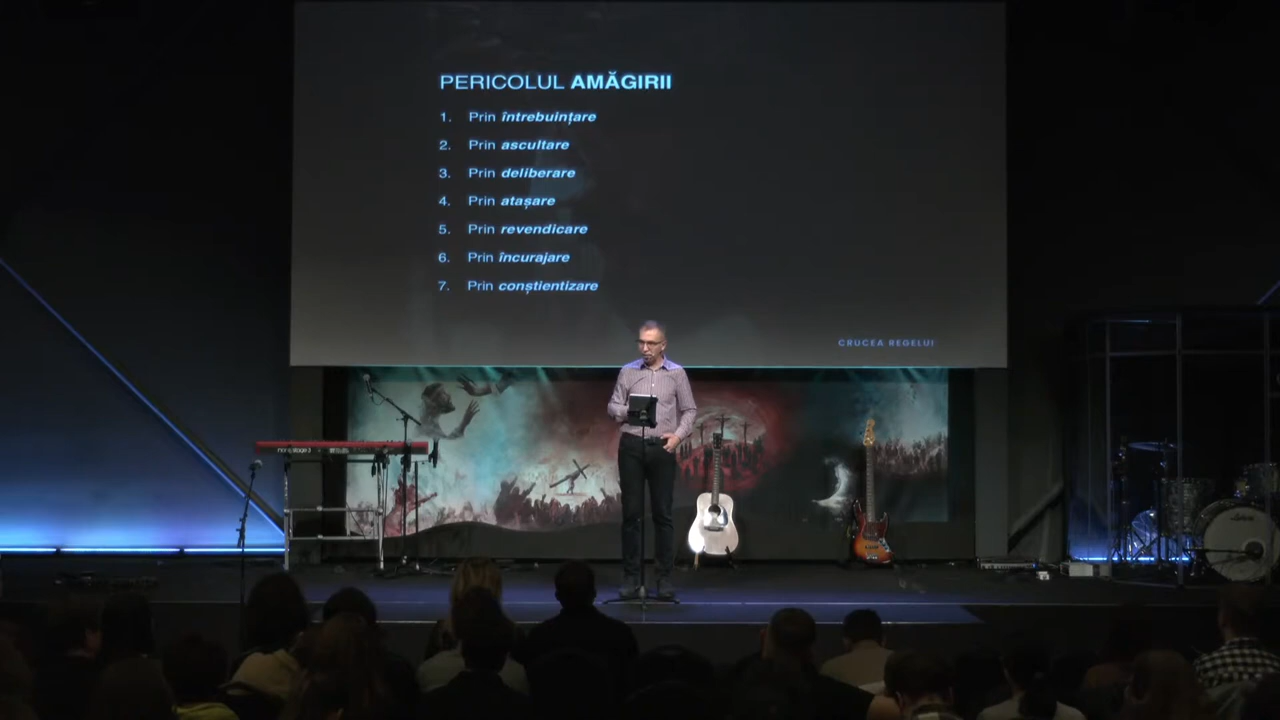 PERICOLUL AMĂGIRII
1. Prin întrebuințare
2. Prin ascultare
3. Prin deliberare
4. Prin atașare
5. Prin revendicare
6. Prin încurajare
7. Prin conștientizare
CRUCEA REGELUI